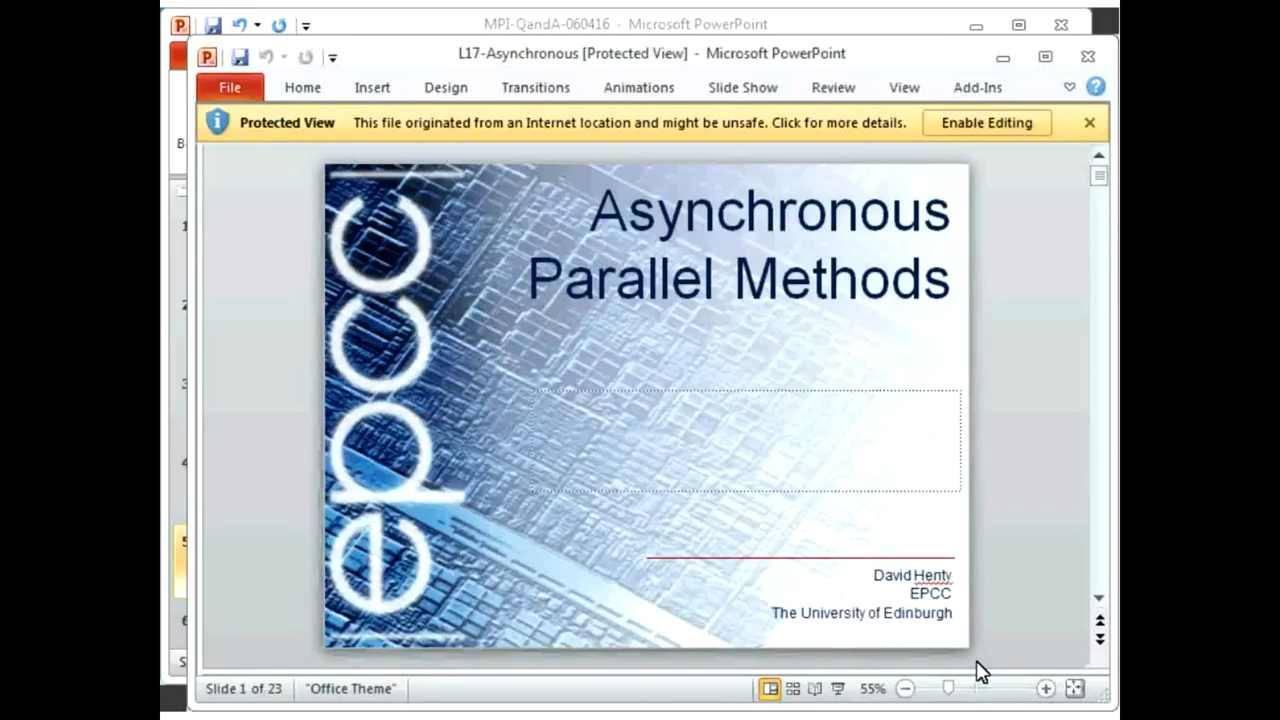 MPI-QandA-060416 - Microsoft PowerPoint
L17-Asynchronous [Protected View] - Microsoft PowerPoint
File Home Insert Design Transitions Animations Slide Show Review View Add-Ins
Protected View This file originated from an Internet location and might be unsafe. Click for more details. Enable Editing
Asynchronous
Parallel Methods
epcc
David Henty
EPCC
The University of Edinburgh
Slide 1 of 23 "Office Theme" 55%